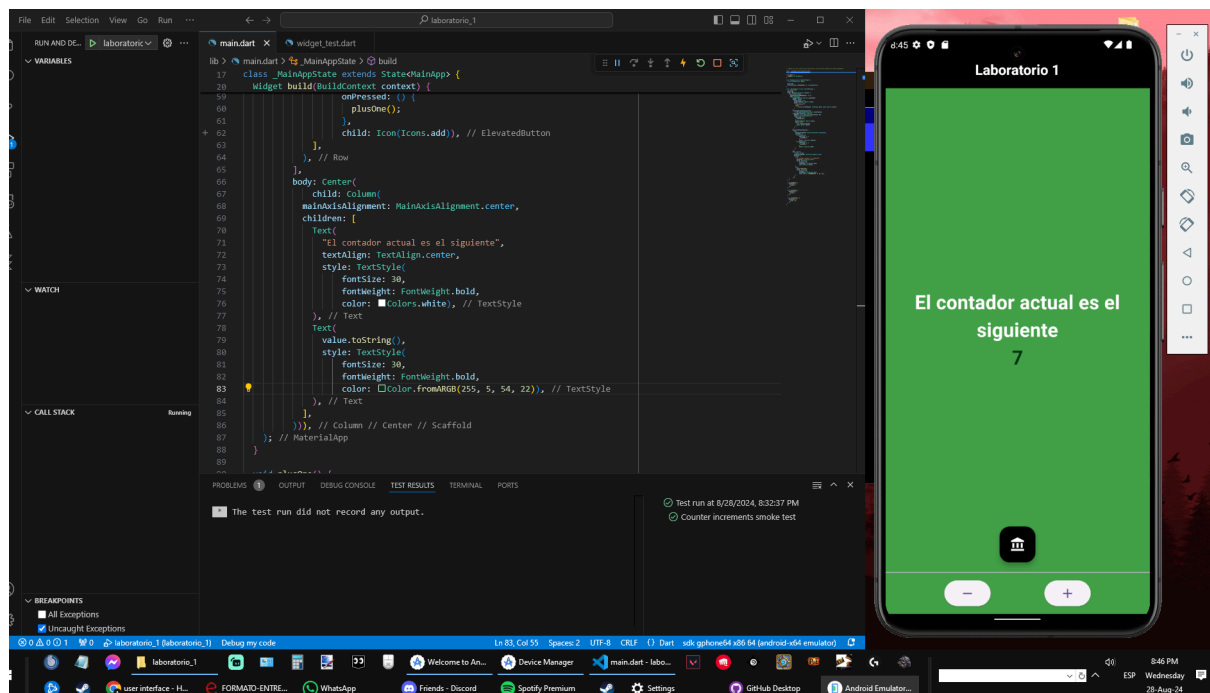 File Edit Selection View Go Run ···
laboratorio_1
RUN AND DE... laboratoric ···
main.dart
widget_test.dart
VARIABLES
lib > main.dart > _MainAppState > build
17 class _MainAppState extends State<MainApp> {
20 Widget build(BuildContext context) {
59 onPressed: () {
60 plusOne();
61 },
62 child: Icon(Icons.add)), // ElevatedButton
63 ],
64 ), // Row
65 ],
66 body: Center(
67 child: Column(
68 mainAxisAlignment: MainAxisAlignment.center,
69 children: [
70 Text(
71 "El contador actual es el siguiente",
72 textAlign: TextAlign.center,
73 style: TextStyle(
74 fontSize: 30,
75 fontWeight: FontWeight.bold,
76 color: Colors.white), // TextStyle
77 ), // Text
78 Text(
79 value.toString(),
80 style: TextStyle(
81 fontSize: 30,
82 fontWeight: FontWeight.bold,
83 color: Color.fromARGB(255, 5, 54, 22)), // TextStyle
84 ), // Text
85 ],
86 ))), // Column // Center // Scaffold
87 ); // MaterialApp
88 }
89
WATCH
CALL STACK Running
BREAKPOINTS
All Exceptions
Uncaught Exceptions
PROBLEMS 1 OUTPUT DEBUG CONSOLE TEST RESULTS TERMINAL PORTS
* The test run did not record any output.
Test run at 8/28/2024, 8:32:37 PM
Counter increments smoke test
0 0 1 0 laboratorio_1 (laboratorio_1) Debug my code
Ln 83, Col 55 Spaces: 2 UTF-8 CRLF {} Dart sdk gphone64 x86 64 (android-x64 emulator)
8:45
Laboratorio 1
El contador actual es el
siguiente
7
−
+
laboratorio_1
Welcome to An...
Device Manager
main.dart - labo...
user interface - H...
FORMATO-ENTRE...
WhatsApp
Friends - Discord
Spotify Premium
Settings
GitHub Desktop
Android Emulator...
ESP
8:46 PM
Wednesday
28-Aug-24